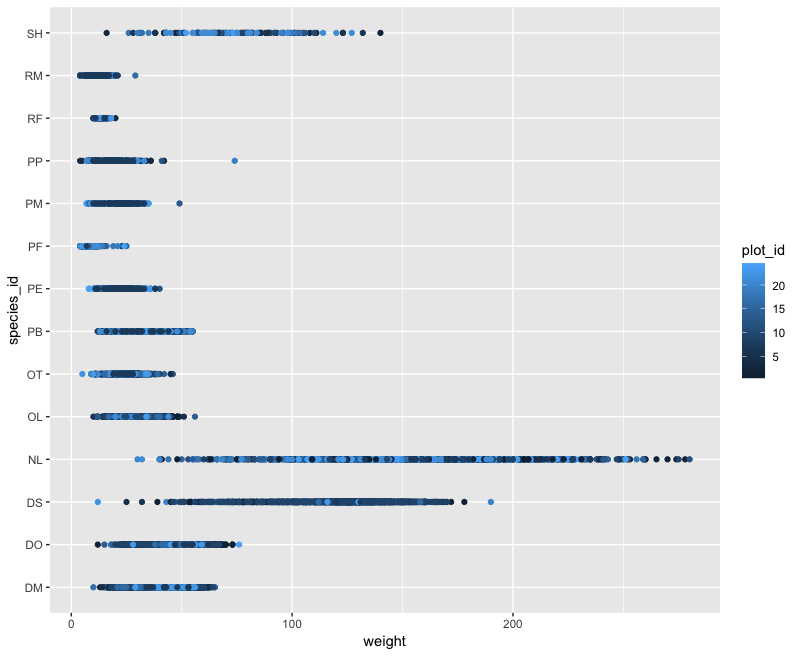 SH
RM
RF
PP
PM
PF
PE
PB
OT
OL
NL
DS
DO
DM
species_id
0 100 200
weight
plot_id
20
15
10
5